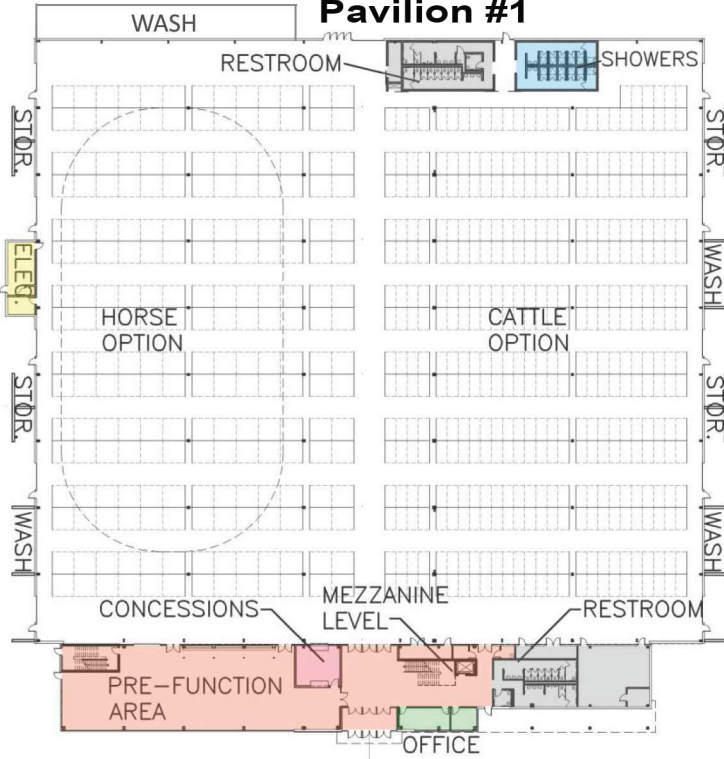 Pavilion #1
WASH
RESTROOM
SHOWERS
STOR.
STOR.
ELEC.
WASH
HORSE
OPTION
CATTLE
OPTION
STOR.
STOR.
WASH
WASH
CONCESSIONS
MEZZANINE
LEVEL
RESTROOM
PRE-FUNCTION
AREA
OFFICE